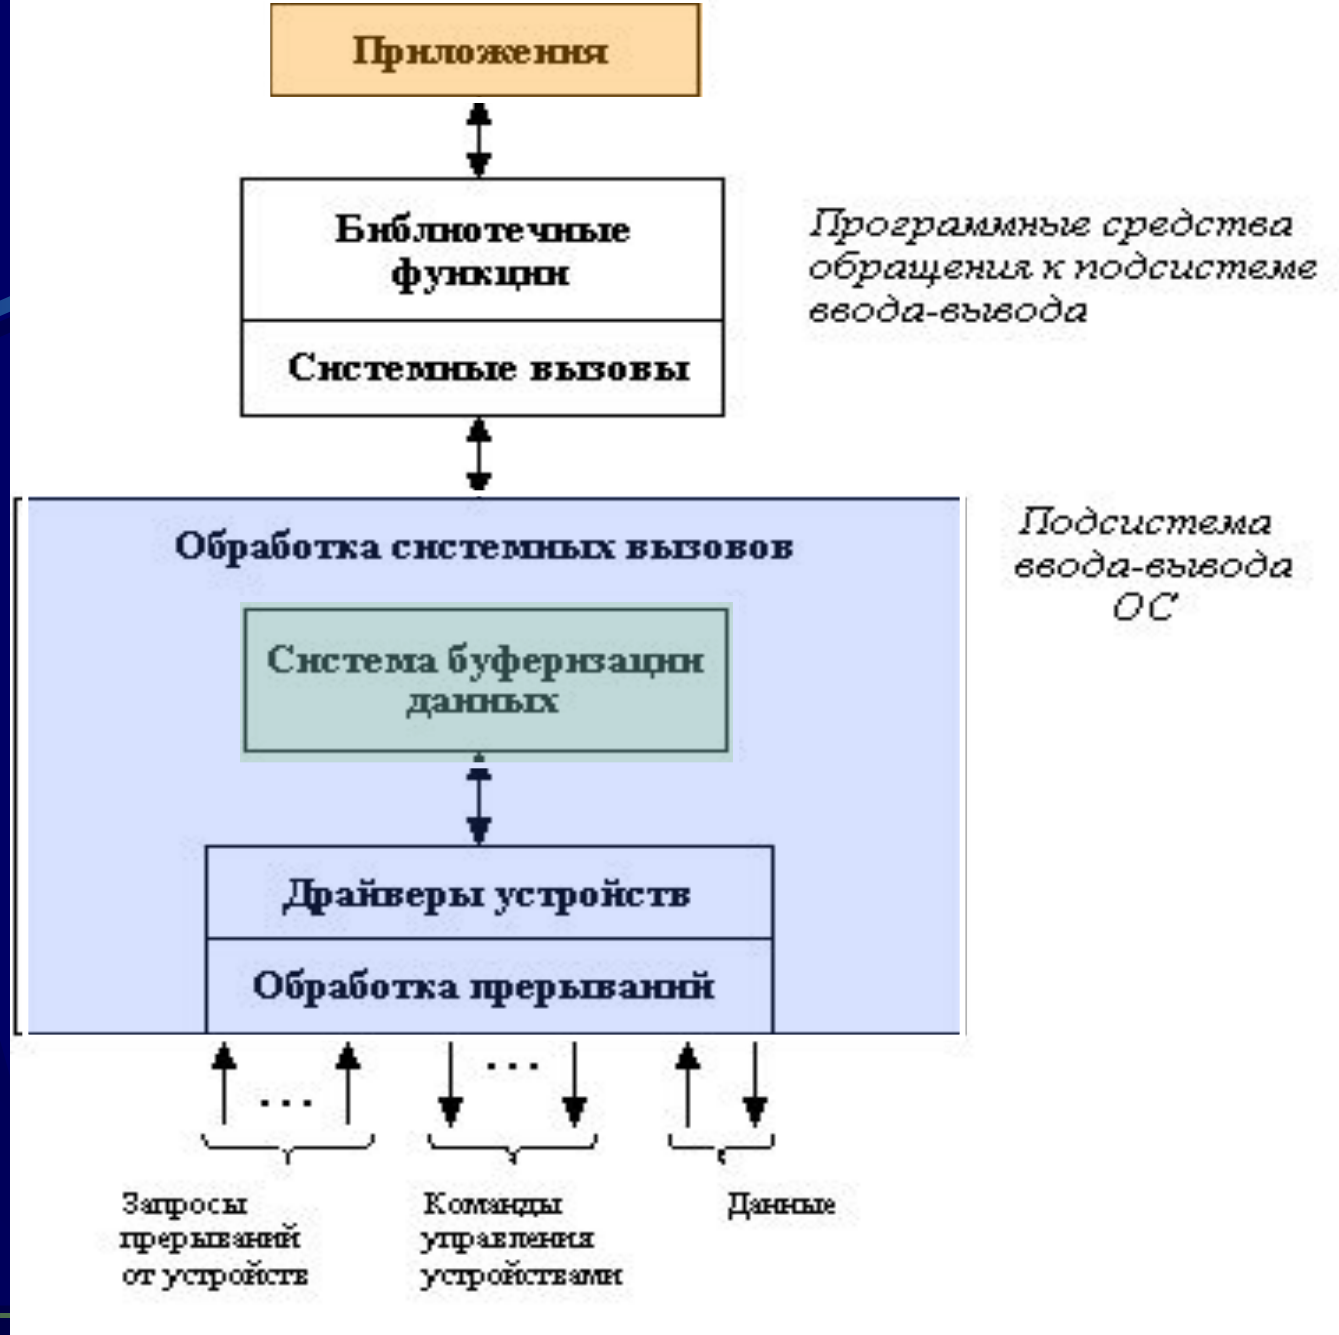 Приложения
Библиотечные
функции
Системные вызовы
Программные средства
обращения к подсистеме
ввода-вывода
Обработка системных вызовов
Подсистема
ввода-вывода
ОС
Система буферизации
данных
Драйверы устройств
Обработка прерываний
...
...
Запросы
прерываний
от устройств
Команды
управления
устройствами
Данные